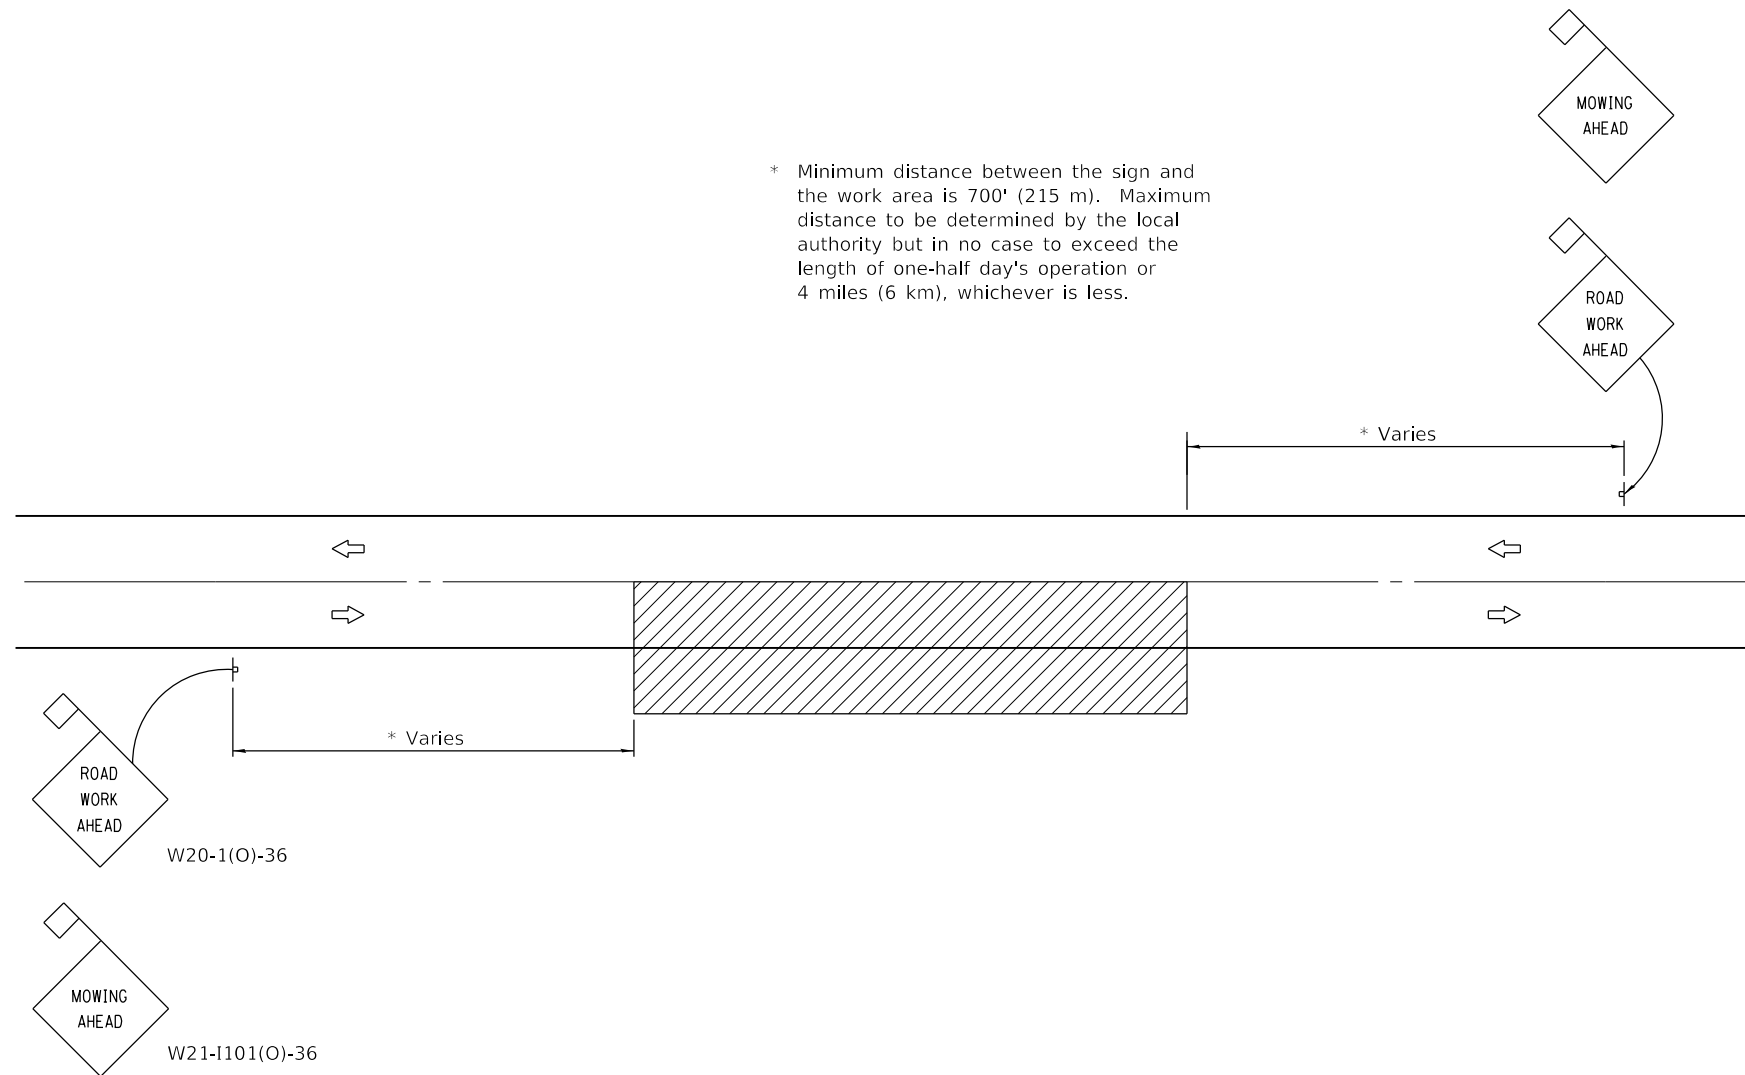 MOWING
AHEAD
* Minimum distance between the sign and
the work area is 700' (215 m). Maximum
distance to be determined by the local
authority but in no case to exceed the
length of one-half day's operation or
4 miles (6 km), whichever is less.
ROAD
WORK
AHEAD
* Varies
* Varies
ROAD
WORK
AHEAD
W20-1(O)-36
MOWING
AHEAD
W21-I101(O)-36